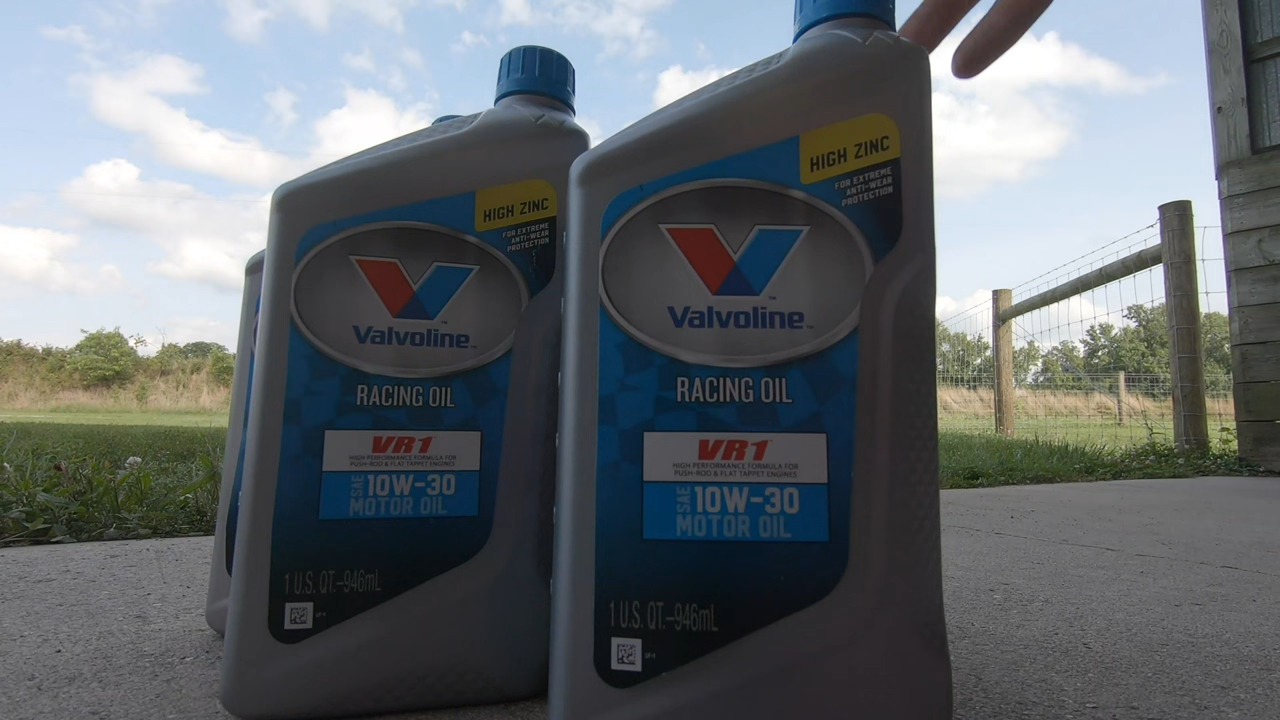 HIGH ZINC
FOR EXTREME
ANTI-WEAR
PROTECTION
Valvoline™
RACING OIL
VR1
HIGH PERFORMANCE FORMULA FOR
PUSH-ROD & FLAT TAPPET ENGINES
SAE 10W-30
MOTOR OIL
1 U.S. QT.–946mL
HIGH ZINC
FOR EXTREME
ANTI-WEAR
PROTECTION
Valvoline™
RACING OIL
VR1
HIGH PERFORMANCE FORMULA FOR
PUSH-ROD & FLAT TAPPET ENGINES
SAE 10W-30
MOTOR OIL
1 U.S. QT.–946mL